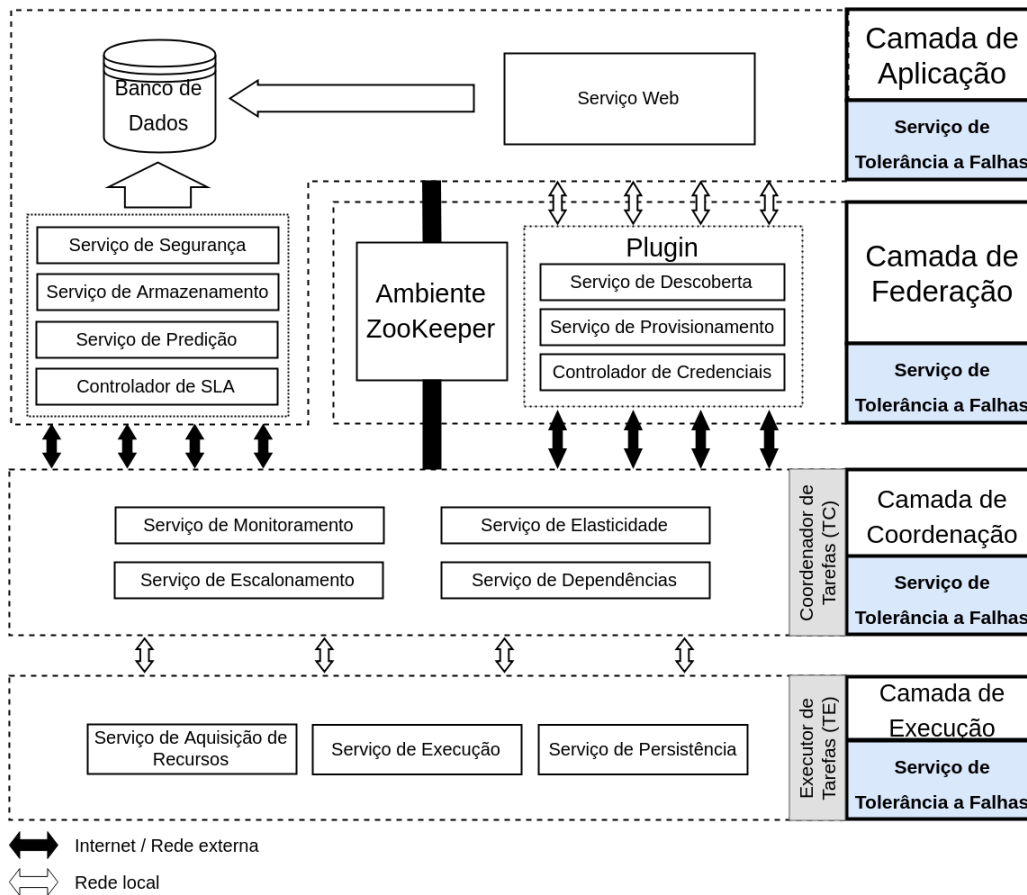 Banco de
Dados
Serviço Web
Camada de
Aplicação
Serviço de
Tolerância a Falhas
Serviço de Segurança
Serviço de Armazenamento
Serviço de Predição
Controlador de SLA
Ambiente
ZooKeeper
Plugin
Serviço de Descoberta
Serviço de Provisionamento
Controlador de Credenciais
Camada de
Federação
Serviço de
Tolerância a Falhas
Serviço de Monitoramento
Serviço de Elasticidade
Serviço de Escalonamento
Serviço de Dependências
Coordenador de
Tarefas (TC)
Camada de
Coordenação
Serviço de
Tolerância a Falhas
Serviço de Aquisição de
Recursos
Serviço de Execução
Serviço de Persistência
Executor de
Tarefas (TE)
Camada de
Execução
Serviço de
Tolerância a Falhas
Internet / Rede externa
Rede local